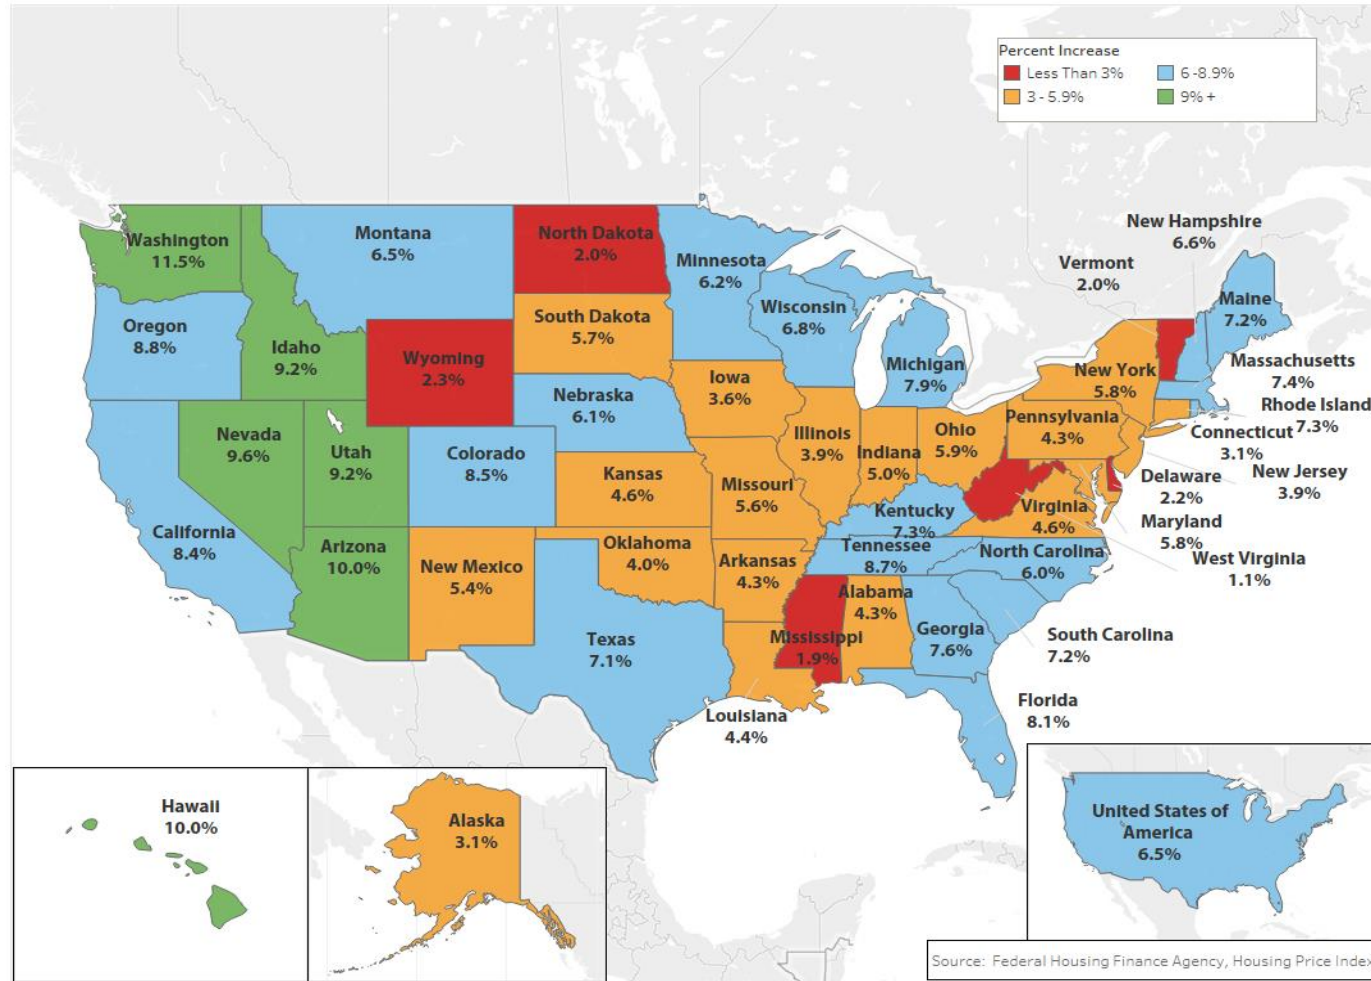 Percent Increase
Less Than 3%
6 -8.9%
3 - 5.9%
9% +
Washington
11.5%
Montana
6.5%
North Dakota
2.0%
Minnesota
6.2%
New Hampshire
6.6%
Vermont
2.0%
Maine
7.2%
Oregon
8.8%
Idaho
9.2%
Wyoming
2.3%
South Dakota
5.7%
Wisconsin
6.8%
Michigan
7.9%
New York
5.8%
Massachusetts
7.4%
Rhode Island
7.3%
Connecticut
3.1%
New Jersey
3.9%
Nebraska
6.1%
Iowa
3.6%
Illinois
3.9%
Indiana
5.0%
Ohio
5.9%
Pennsylvania
4.3%
Delaware
2.2%
Maryland
5.8%
West Virginia
1.1%
Nevada
9.6%
Utah
9.2%
Colorado
8.5%
Kansas
4.6%
Missouri
5.6%
Kentucky
7.3%
Virginia
4.6%
California
8.4%
Arizona
10.0%
New Mexico
5.4%
Oklahoma
4.0%
Arkansas
4.3%
Tennessee
8.7%
North Carolina
6.0%
Texas
7.1%
Louisiana
4.4%
Mississippi
1.9%
Alabama
4.3%
Georgia
7.6%
South Carolina
7.2%
Florida
8.1%
Hawaii
10.0%
Alaska
3.1%
United States of
America
6.5%
Source: Federal Housing Finance Agency, Housing Price Index